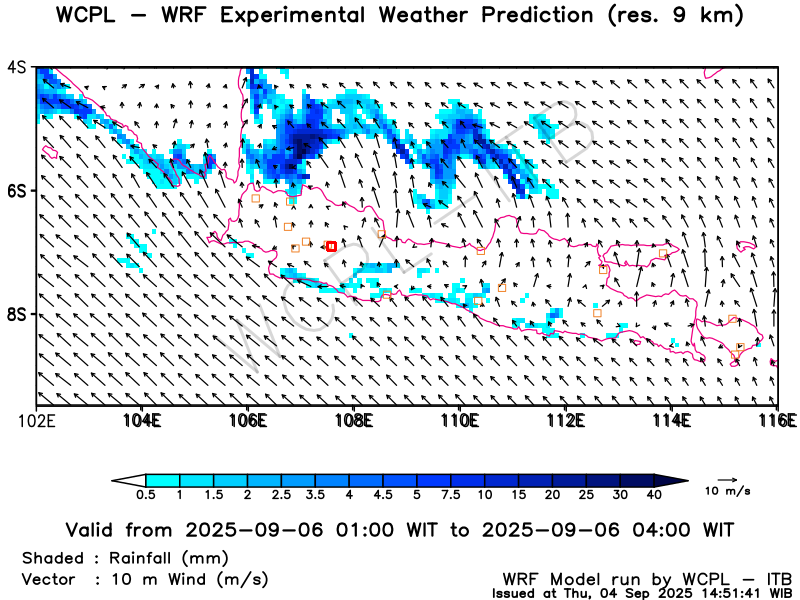 WCPL − WRF Experimental Weather Prediction (res. 9 km)
4S
6S
8S
102E 104E 106E 108E 110E 112E 114E 116E
WCPL-ITB
0.5 1 1.5 2 2.5 3.5 4 4.5 5 7.5 10 15 20 25 30 40
10 m/s
Valid from 2025−09−06 01:00 WIT to 2025−09−06 04:00 WIT
Shaded : Rainfall (mm)
Vector : 10 m Wind (m/s)
WRF Model run by WCPL − ITB
Issued at Thu, 04 Sep 2025 14:51:41 WIB